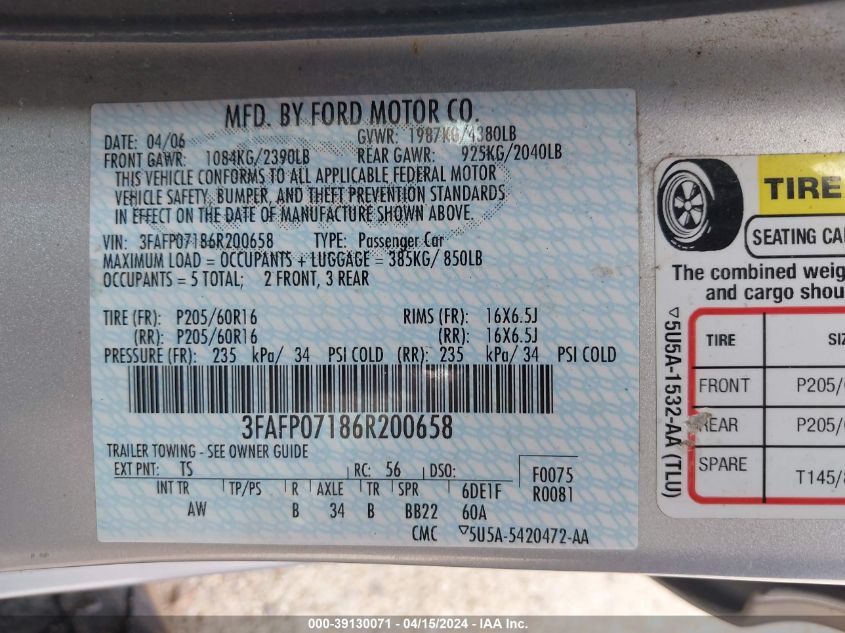 MFD. BY FORD MOTOR CO.
DATE: 04/06 GVWR: 1987KG/4380LB
FRONT GAWR: 1084KG/2390LB REAR GAWR: 925KG/2040LB
THIS VEHICLE CONFORMS TO ALL APPLICABLE FEDERAL MOTOR
VEHICLE SAFETY, BUMPER, AND THEFT PREVENTION STANDARDS
IN EFFECT ON THE DATE OF MANUFACTURE SHOWN ABOVE.
VIN: 3FAFP07186R200658 TYPE: Passenger Car
MAXIMUM LOAD = OCCUPANTS + LUGGAGE = 385KG/ 850LB
OCCUPANTS = 5 TOTAL; 2 FRONT, 3 REAR
TIRE (FR): P205/60R16 RIMS (FR): 16X6.5J
(RR): P205/60R16 (RR): 16X6.5J
PRESSURE (FR): 235 kPa/ 34 PSI COLD (RR): 235 kPa/ 34 PSI COLD
3FAFP07186R200658
TRAILER TOWING - SEE OWNER GUIDE
EXT PNT: TS RC: 56 DSO: F0075
INT TR TP/PS R AXLE TR SPR 6DE1F R0081
AW B 34 B BB22 60A
CMC ▽5U5A-5420472-AA
TIRE
SEATING CA
The combined weig
and cargo shou
▽5U5A-1532-AA (TLU)
TIRE SIZ
FRONT P205/
REAR P205/
SPARE T145/
000-39130071 - 04/15/2024 - IAA Inc.